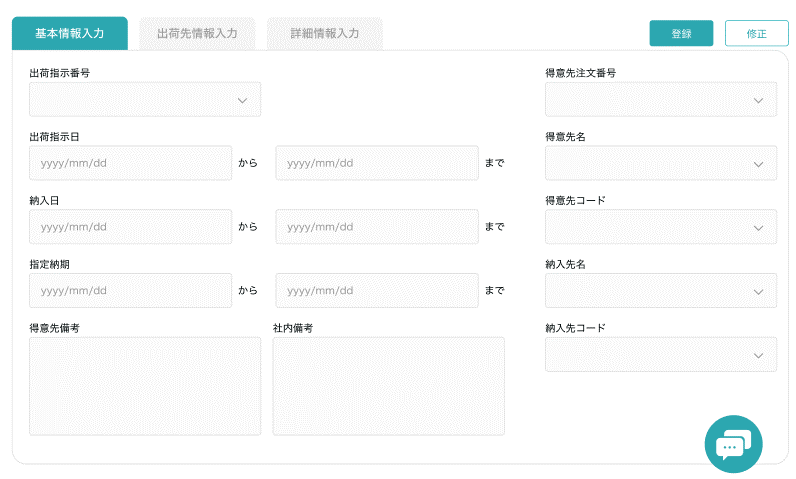 基本情報入力
出荷先情報入力
詳細情報入力
登録
修正
出荷指示番号
得意先注文番号
出荷指示日
yyyy/mm/dd
から
yyyy/mm/dd
まで
得意先名
納入日
yyyy/mm/dd
から
yyyy/mm/dd
まで
得意先コード
指定納期
yyyy/mm/dd
から
yyyy/mm/dd
まで
納入先名
得意先備考
社内備考
納入先コード